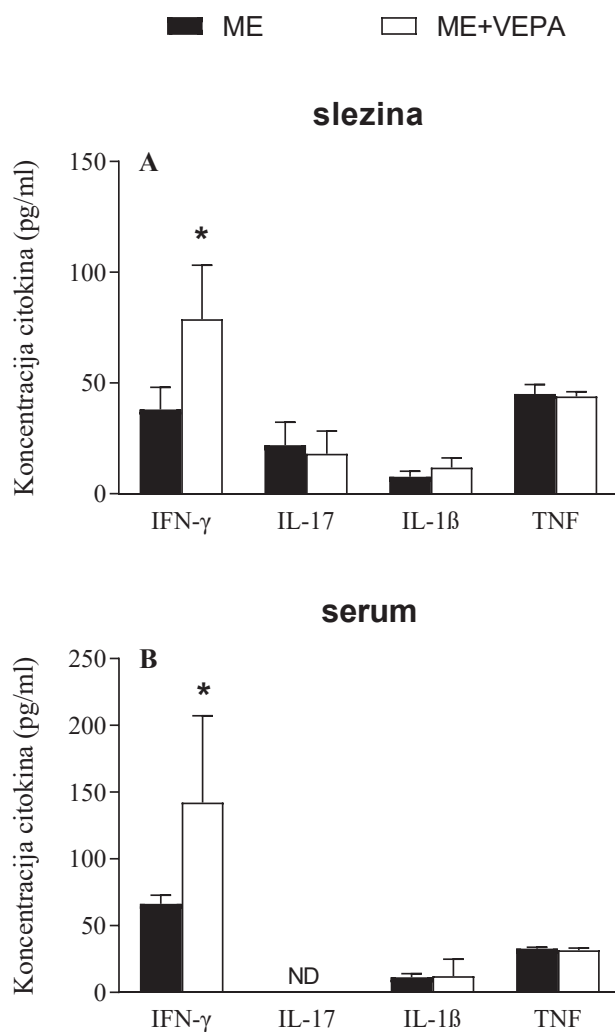 ME ME+VEPA
slezina
A
Koncentracija citokina (pg/ml)
150
100
50
0
*
IFN-γ IL-17 IL-1ß TNF
serum
B
Koncentracija citokina (pg/ml)
250
200
150
100
50
0
*
ND
IFN-γ IL-17 IL-1ß TNF